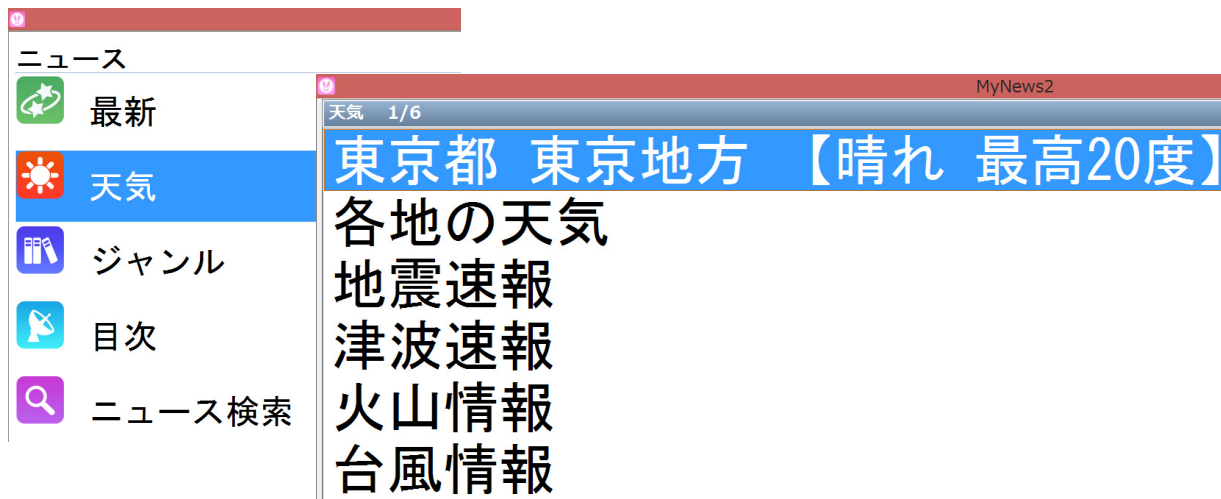 ニュース
最新
天気
ジャンル
目次
ニュース検索
MyNews2
天気 1/6
東京都 東京地方 【晴れ 最高20度】
各地の天気
地震速報
津波速報
火山情報
台風情報